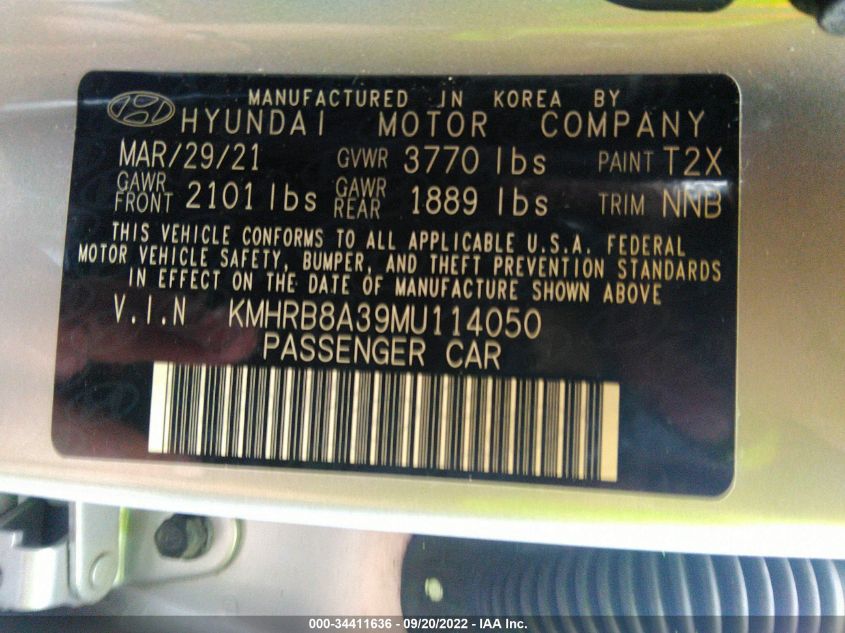 MANUFACTURED IN KOREA BY
HYUNDAI MOTOR COMPANY
MAR/29/21 GVWR 3770 lbs PAINT T2X
GAWR FRONT 2101 lbs GAWR REAR 1889 lbs TRIM NNB
THIS VEHICLE CONFORMS TO ALL APPLICABLE U.S.A. FEDERAL
MOTOR VEHICLE SAFETY, BUMPER, AND THEFT PREVENTION STANDARDS
IN EFFECT ON THE DATE OF MANUFACTURE SHOWN ABOVE
V.I.N KMHRB8A39MU114050
PASSENGER CAR
000-34411636 - 09/20/2022 - IAA Inc.